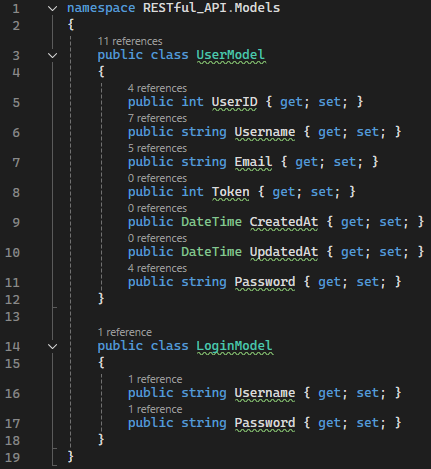 1 namespace RESTful_API.Models
2 {
11 references
3 public class UserModel
4 {
4 references
5 public int UserID { get; set; }
7 references
6 public string Username { get; set; }
5 references
7 public string Email { get; set; }
0 references
8 public int Token { get; set; }
0 references
9 public DateTime CreatedAt { get; set; }
0 references
10 public DateTime UpdatedAt { get; set; }
4 references
11 public string Password { get; set; }
12 }
13
1 reference
14 public class LoginModel
15 {
1 reference
16 public string Username { get; set; }
1 reference
17 public string Password { get; set; }
18 }
19 }